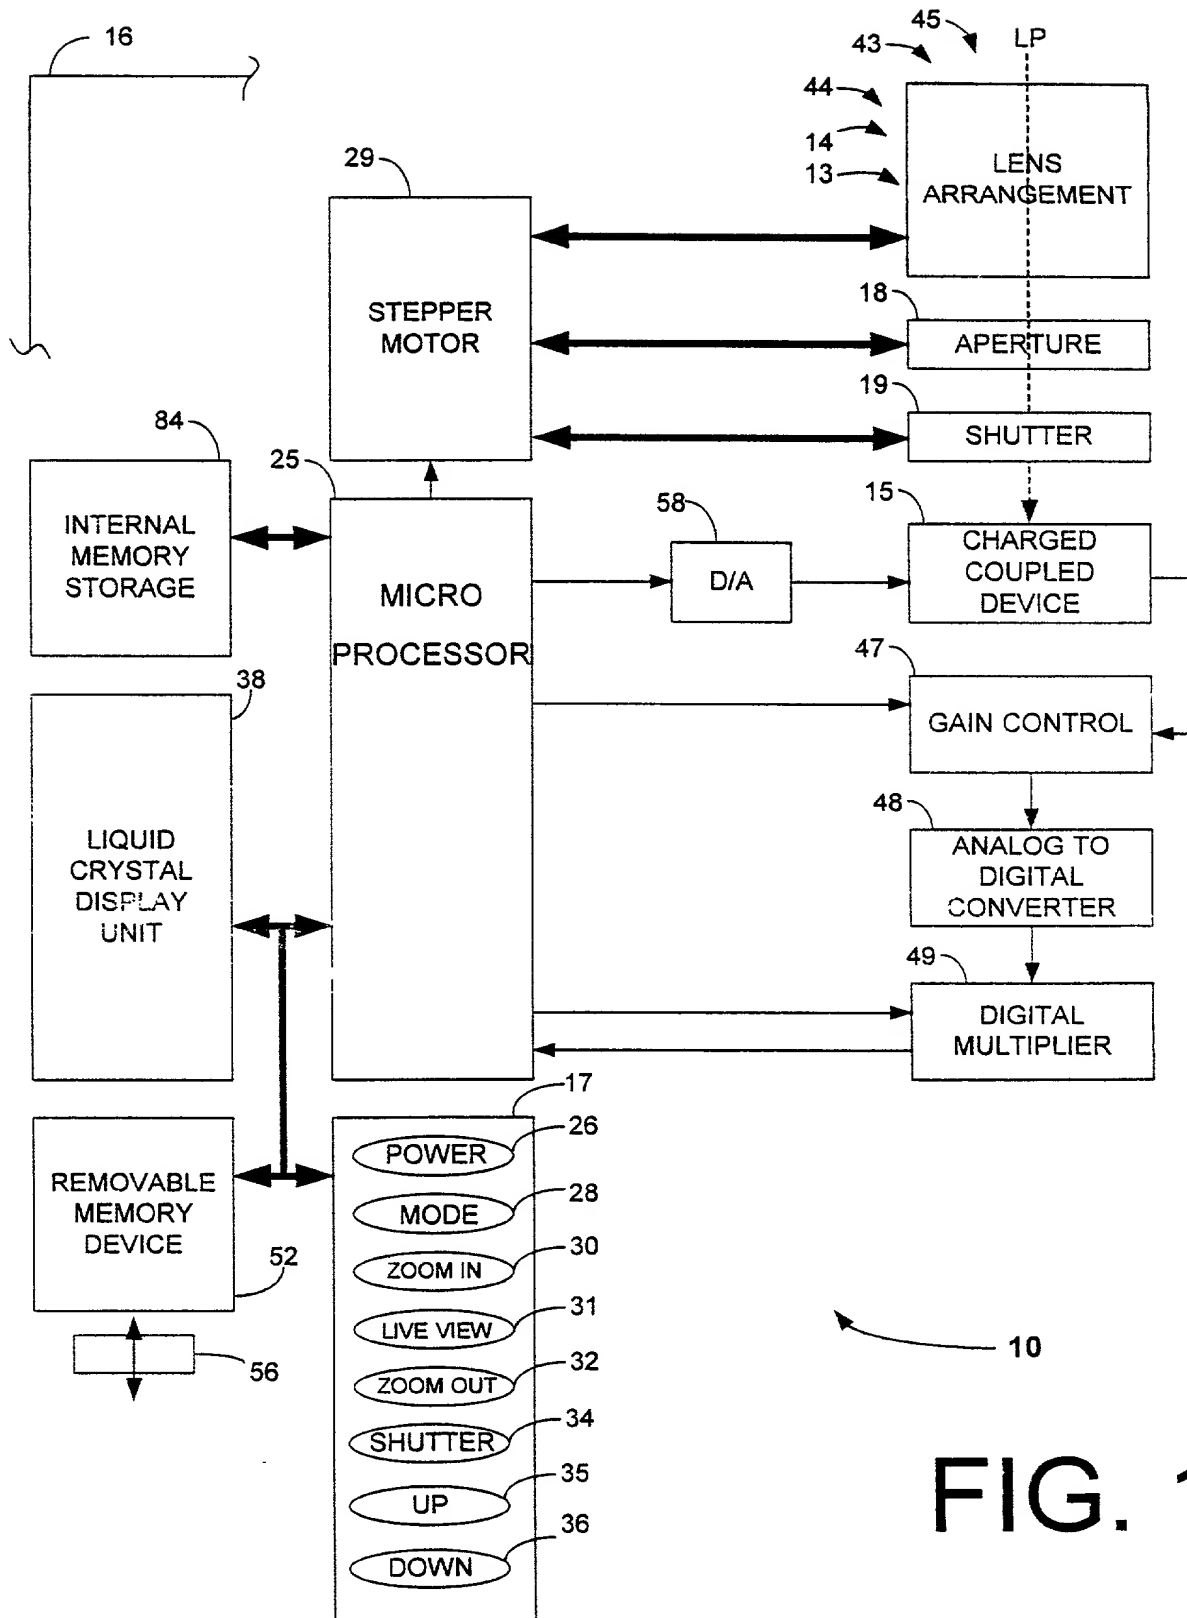 16
45
43
LP
44
14
13
LENS
ARRANGEMENT
29
STEPPER
MOTOR
18
APERTURE
19
SHUTTER
84
INTERNAL
MEMORY
STORAGE
25
MICRO
PROCESSOR
58
D/A
15
CHARGED
COUPLED
DEVICE
47
GAIN CONTROL
38
LIQUID
CRYSTAL
DISPLAY
UNIT
48
ANALOG TO
DIGITAL
CONVERTER
49
DIGITAL
MULTIPLIER
17
26
POWER
28
MODE
30
ZOOM IN
31
LIVE VIEW
32
ZOOM OUT
34
SHUTTER
35
UP
36
DOWN
REMOVABLE
MEMORY
DEVICE
52
56
10
FIG.